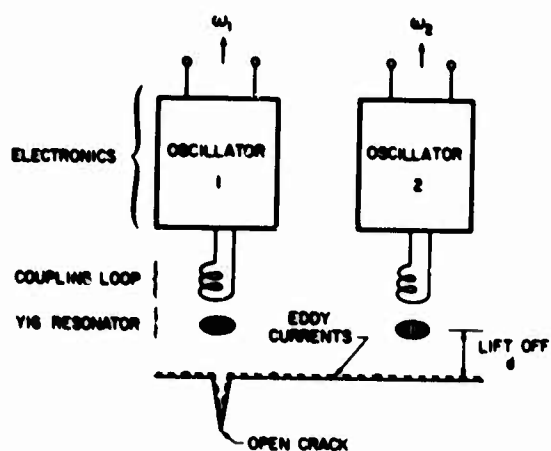 ω₁
ω₂
ELECTRONICS
OSCILLATOR
1
OSCILLATOR
2
COUPLING LOOP
YIG RESONATOR
EDDY
CURRENTS
LIFT OFF
d
OPEN CRACK